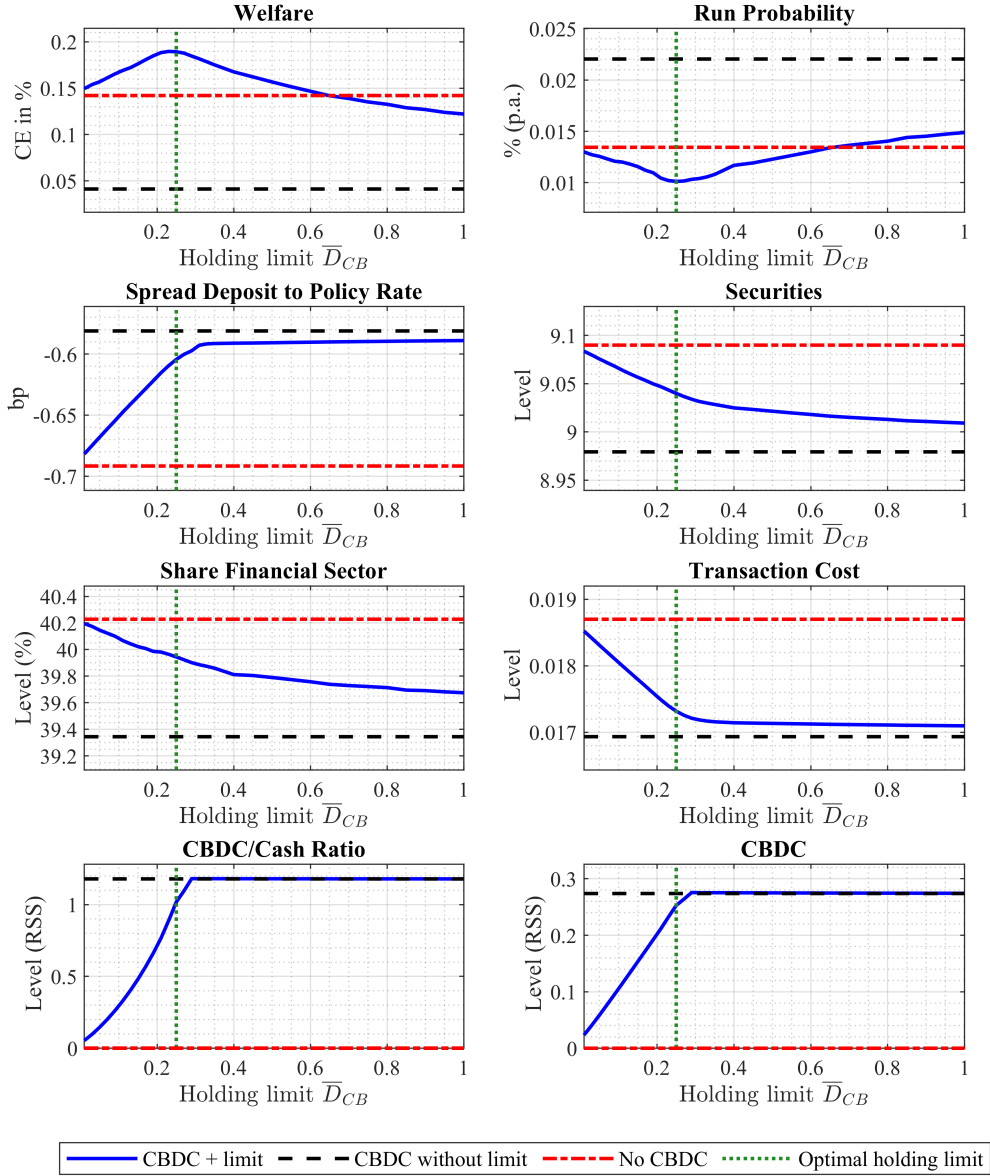 Welfare
CE in %
0.2
0.15
0.1
0.05
0.2 0.4 0.6 0.8 1
Holding limit D̅_CB
Run Probability
% (p.a.)
0.025
0.02
0.015
0.01
0.2 0.4 0.6 0.8 1
Holding limit D̅_CB
Spread Deposit to Policy Rate
bp
-0.6
-0.65
-0.7
0.2 0.4 0.6 0.8 1
Holding limit D̅_CB
Securities
Level
9.1
9.05
9
8.95
0.2 0.4 0.6 0.8 1
Holding limit D̅_CB
Share Financial Sector
Level (%)
40.4
40.2
40
39.8
39.6
39.4
39.2
0.2 0.4 0.6 0.8 1
Holding limit D̅_CB
Transaction Cost
Level
0.019
0.018
0.017
0.2 0.4 0.6 0.8 1
Holding limit D̅_CB
CBDC/Cash Ratio
Level (RSS)
1
0.5
0
0.2 0.4 0.6 0.8 1
Holding limit D̅_CB
CBDC
Level (RSS)
0.3
0.2
0.1
0
0.2 0.4 0.6 0.8 1
Holding limit D̅_CB
CBDC + limit CBDC without limit No CBDC Optimal holding limit